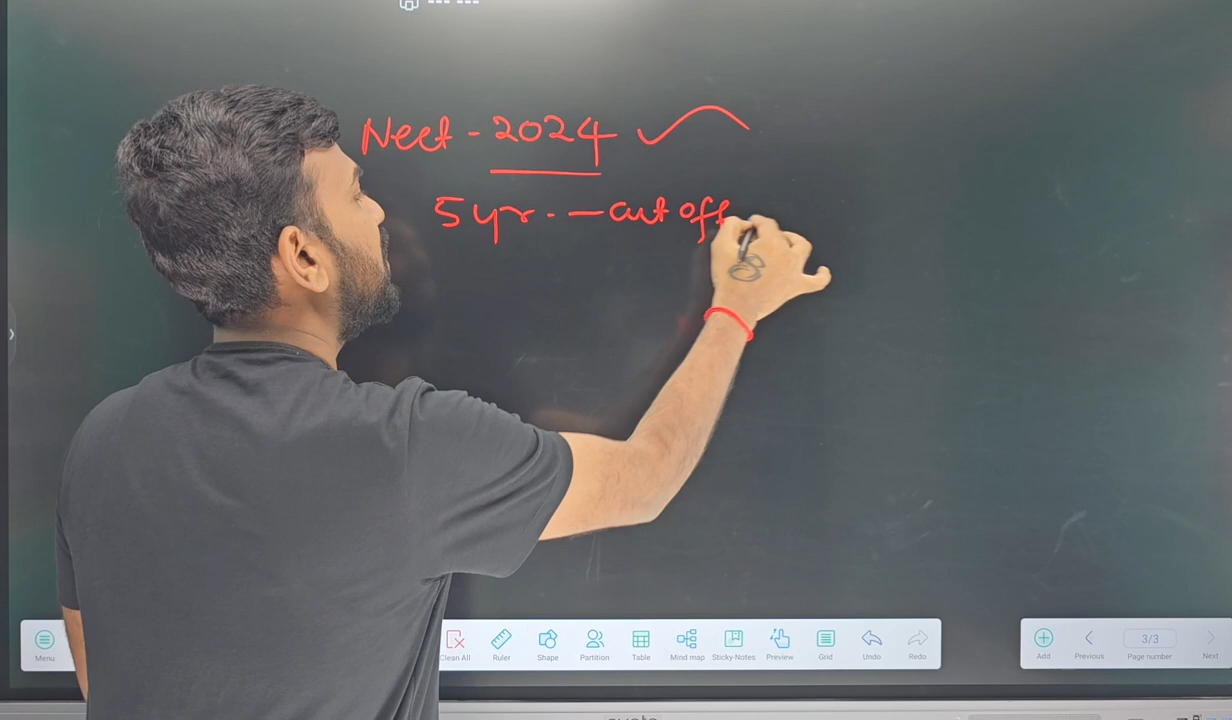 Neet - 2024
5 yr. — cut off
Menu
Clean All
Ruler
Shape
Partition
Table
Mind map
Sticky-Notes
Preview
Grid
Undo
Redo
Add
Previous
3/3
Page number
Next